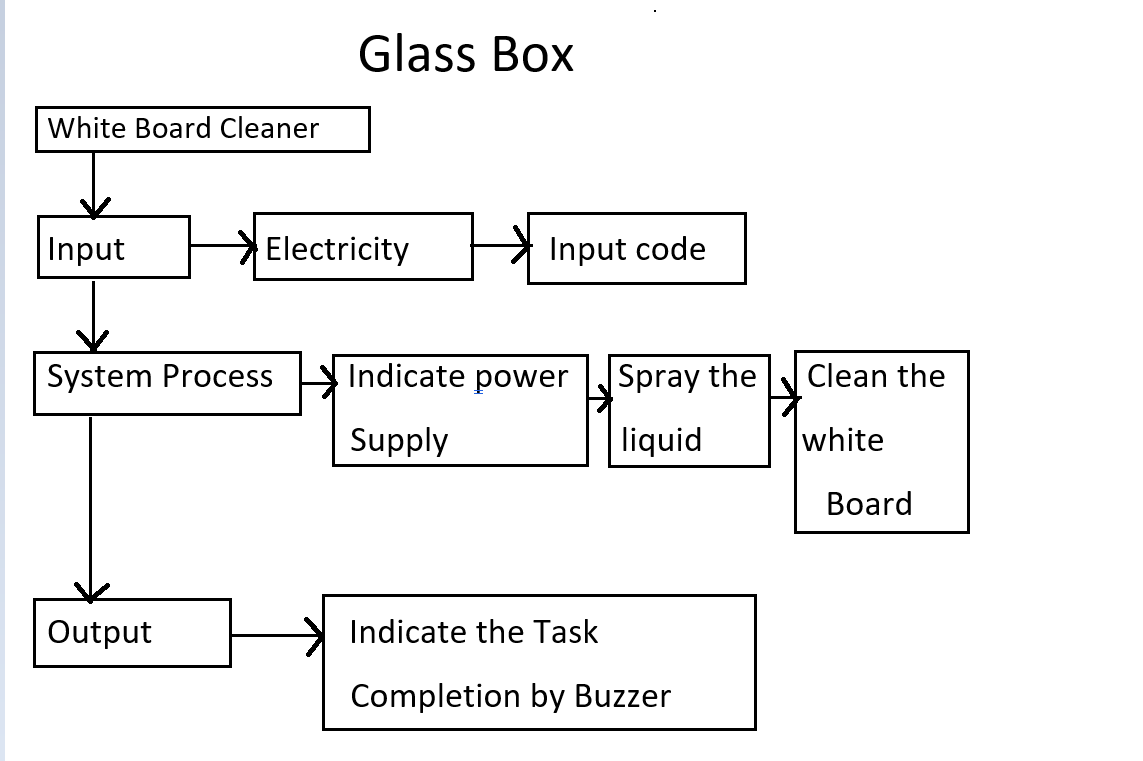 Glass Box
White Board Cleaner
Input
Electricity
Input code
System Process
Indicate power
Supply
Spray the
liquid
Clean the
white
Board
Output
Indicate the Task
Completion by Buzzer